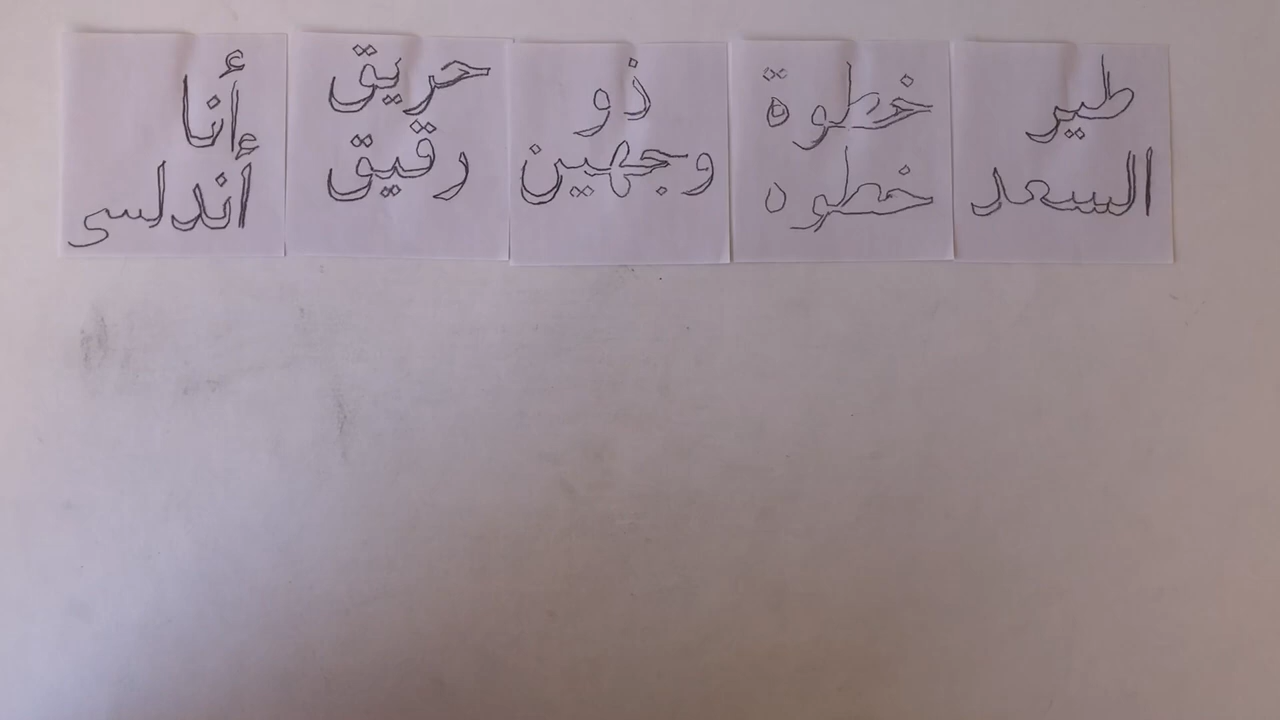 طير
السعد
خطوة
خطوه
ذو
وجهين
حريق
رقيق
أنا
أندلسى